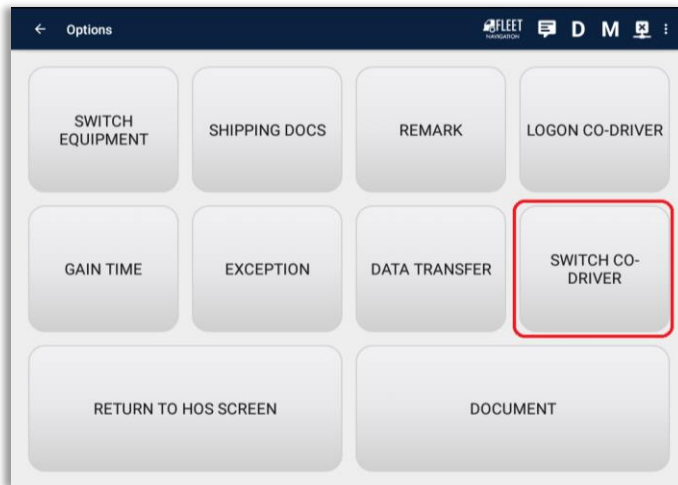 Options
FLEET
NAVIGATION
D M
SWITCH
EQUIPMENT
SHIPPING DOCS
REMARK
LOGON CO-DRIVER
GAIN TIME
EXCEPTION
DATA TRANSFER
SWITCH CO-
DRIVER
RETURN TO HOS SCREEN
DOCUMENT